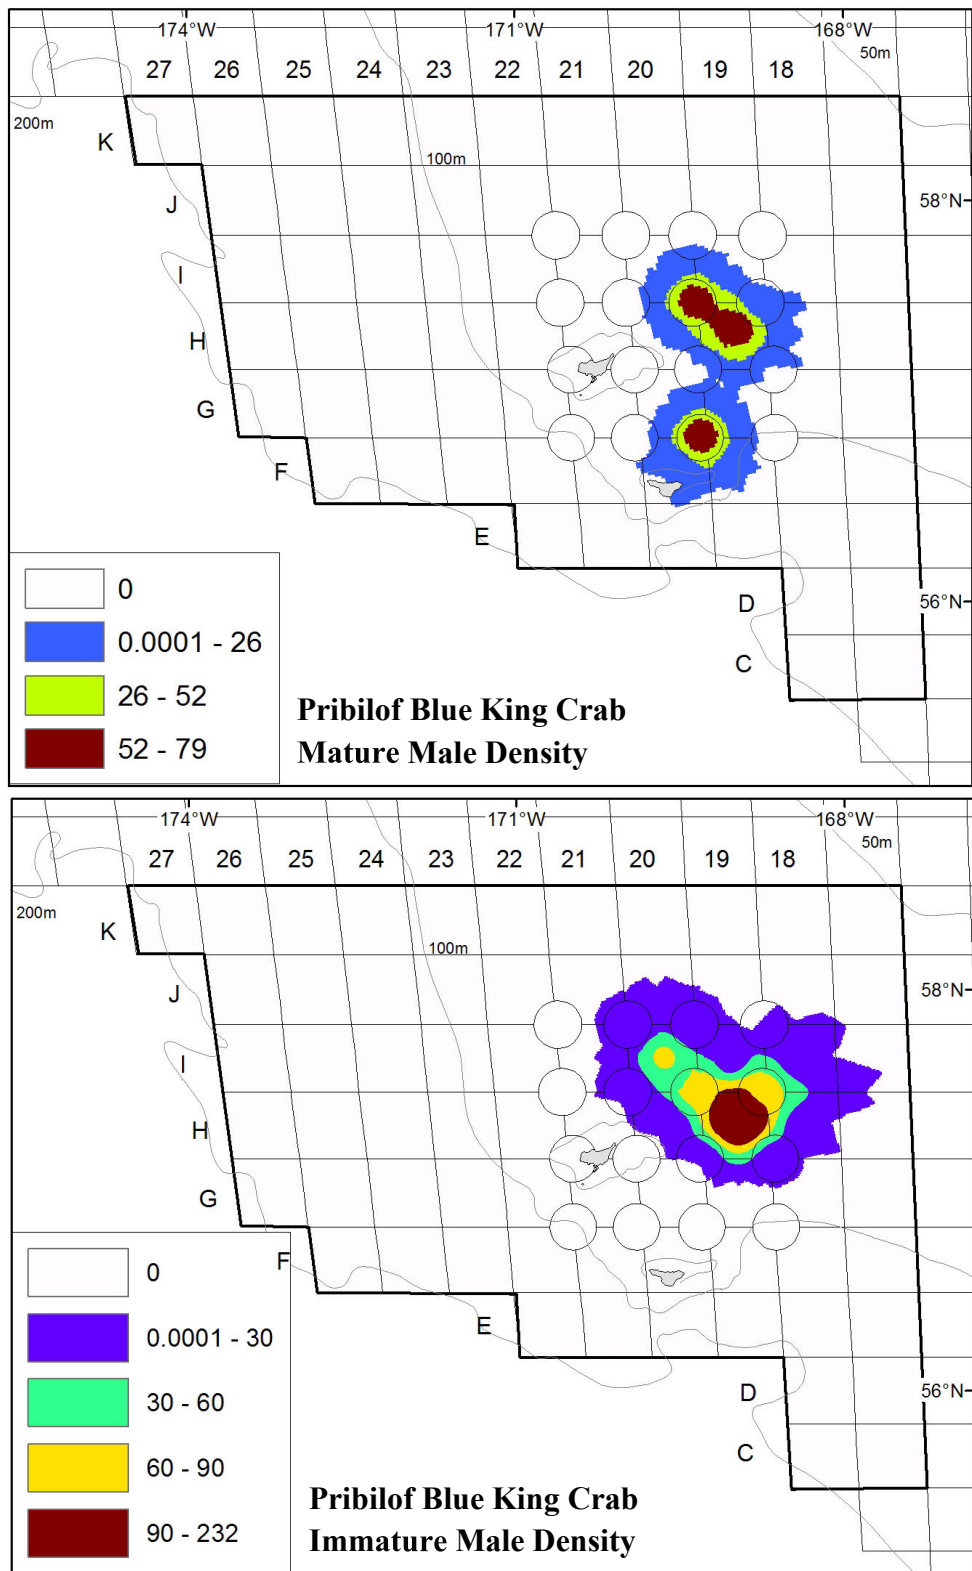 174°W 171°W 168°W
50m
27 26 25 24 23 22 21 20 19 18
200m
K
100m
J
58°N
I
H
G
F
E
D
56°N
C
0
0.0001 - 26
26 - 52
52 - 79
Pribilof Blue King Crab
Mature Male Density
174°W 171°W 168°W
50m
27 26 25 24 23 22 21 20 19 18
200m
K
100m
J
58°N
I
H
G
F
E
D
56°N
C
0
0.0001 - 30
30 - 60
60 - 90
90 - 232
Pribilof Blue King Crab
Immature Male Density